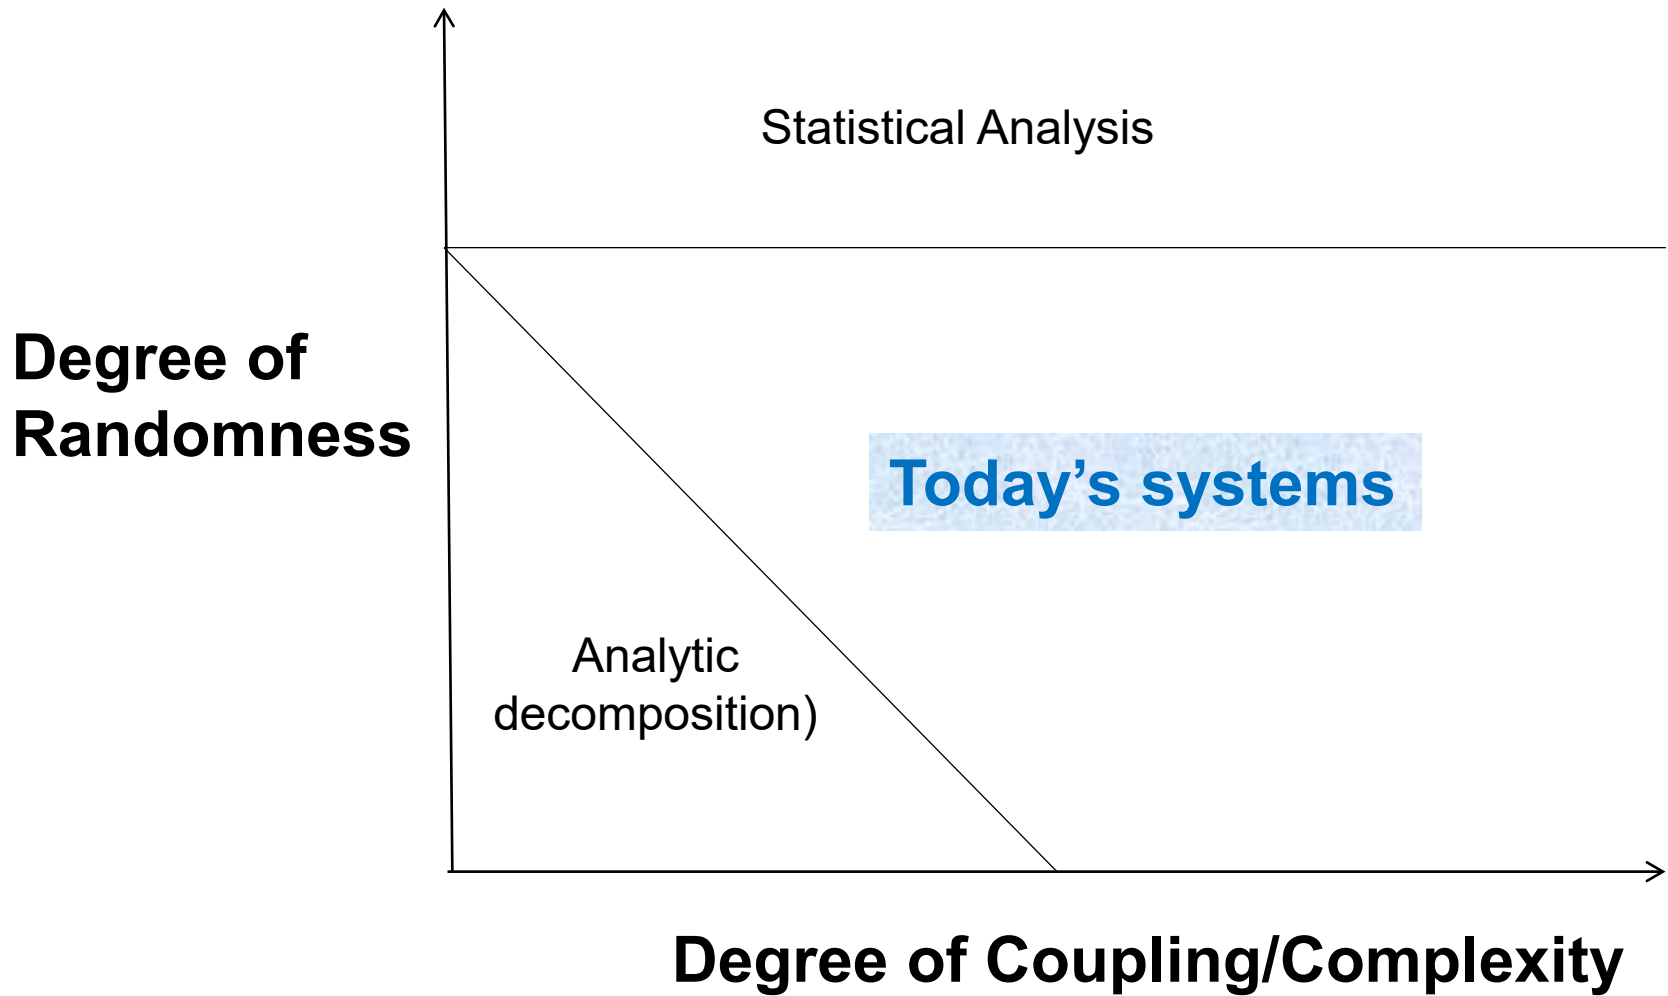 Statistical Analysis
Degree of
Randomness
Today’s systems
Analytic
decomposition)
Degree of Coupling/Complexity